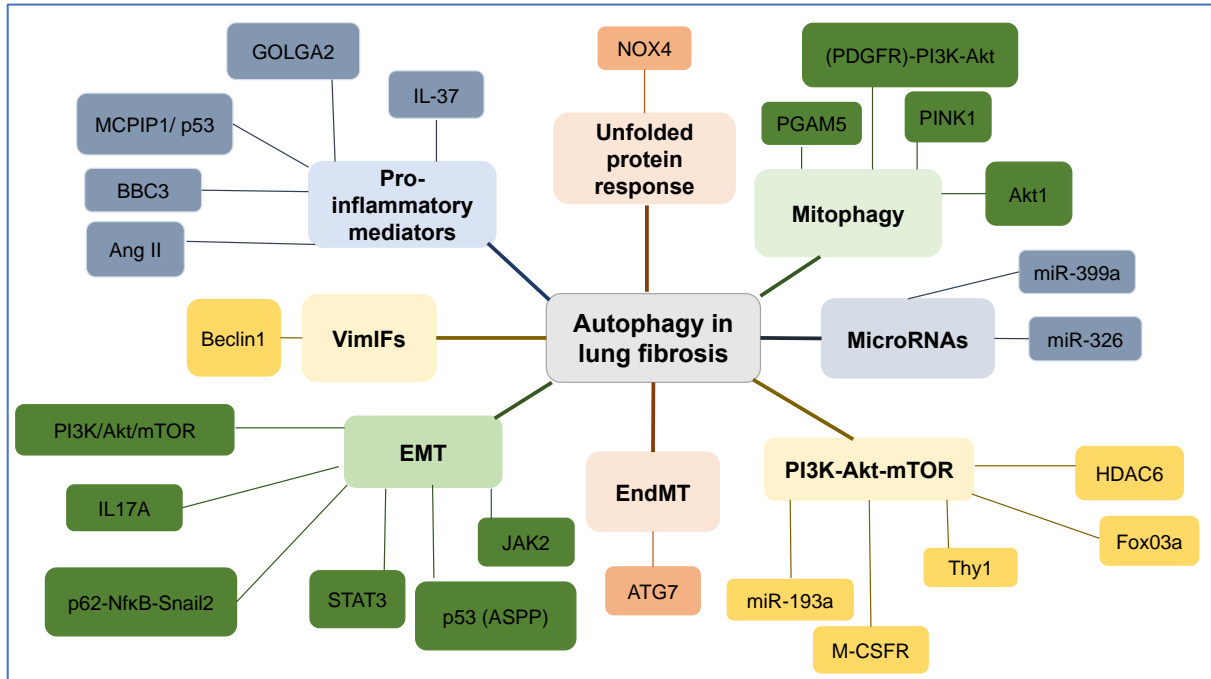 GOLGA2
IL-37
MCPIP1/ p53
BBC3
Ang II
Pro-
inflammatory
mediators
NOX4
Unfolded
protein
response
(PDGFR)-PI3K-Akt
PGAM5
PINK1
Akt1
Mitophagy
miR-399a
miR-326
MicroRNAs
Autophagy in
lung fibrosis
Beclin1
VimIFs
PI3K/Akt/mTOR
EMT
IL17A
p62-NfκB-Snail2
STAT3
p53 (ASPP)
JAK2
EndMT
ATG7
PI3K-Akt-mTOR
HDAC6
Fox03a
Thy1
miR-193a
M-CSFR